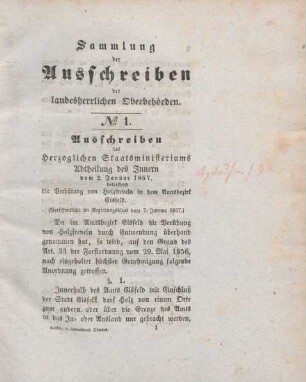 Sammlung
der
Ausschreiben
der
landesherrlichen Oberbehörden.
№ 1.
Ausschreiben
des
Herzoglichen Staatsministeriums
Abtheilung des Innern
vom 2. Januar 1857,
betreffend
die Verhütung von Holzfreveln in dem Amtsbezirk
Eisfeld.
(Veröffentlicht im Regierungsblatt vom 7. Januar 1857.)
Da im Amtsbezirk Eisfeld die Verübung
von Holzfreveln durch Entwendung überhand
genommen hat, so wird, auf den Grund des
Art. 33 der Forstordnung vom 29. Mai 1856,
nach eingeholter höchster Genehmigung folgende
Anordnung getroffen.
§. 1.
Innerhalb des Amts Eisfeld mit Einschluß
der Stadt Eisfeld darf Holz von einem Orte
zum andern oder über die Grenze des Amts
in das In- oder Ausland nur gebracht werden,
1